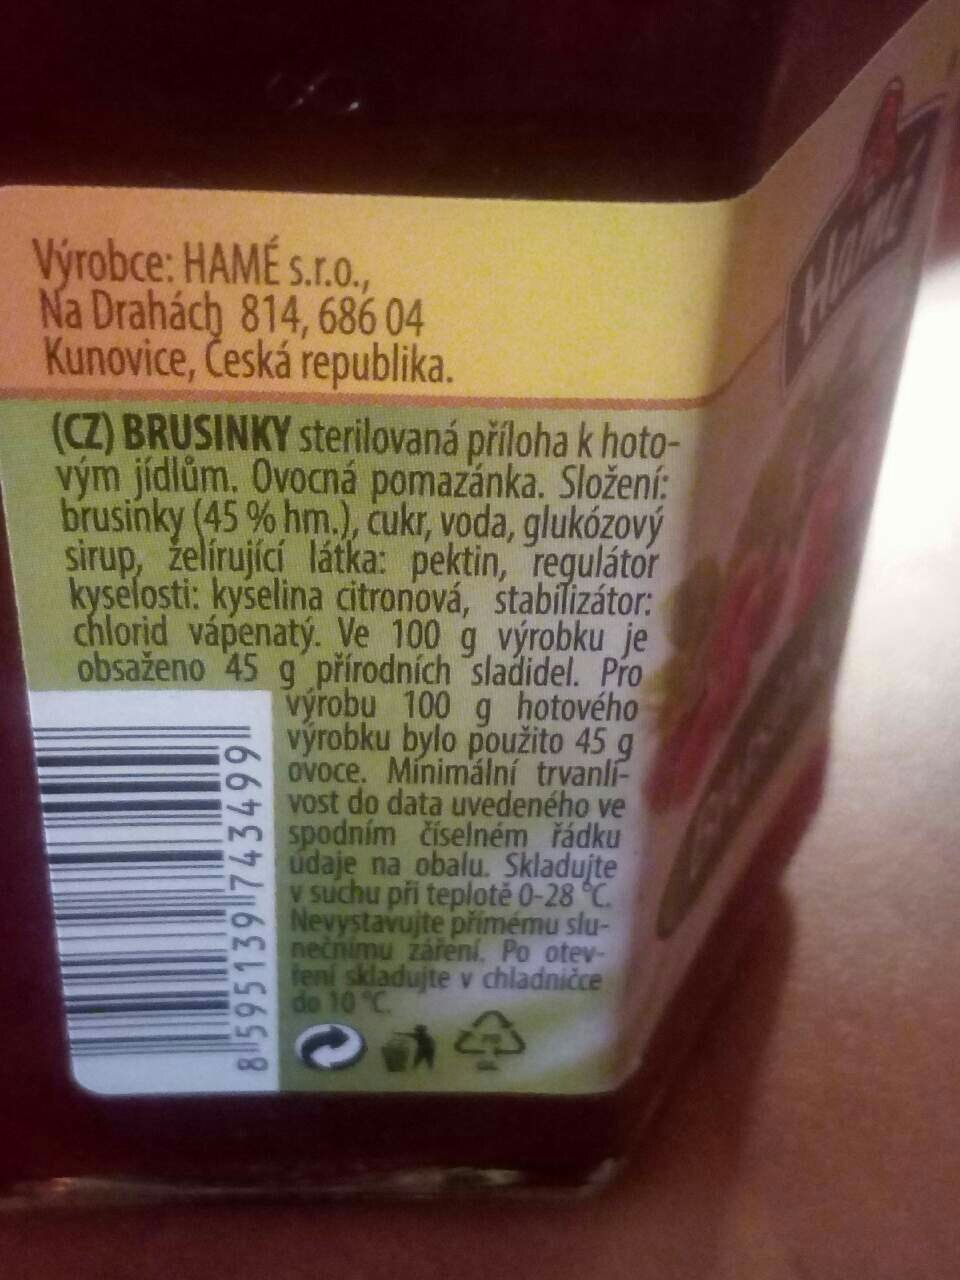 Výrobce: HAMÉ s.r.o.,
Na Drahách 814, 686 04
Kunovice, Česká republika.
Hamé
(CZ) BRUSINKY sterilovaná příloha k hoto-
vým jídlům. Ovocná pomazánka. Složení:
brusinky (45 % hm.), cukr, voda, glukózový
sirup, želírující látka: pektin, regulátor
kyselosti: kyselina citronová, stabilizátor:
chlorid vápenatý. Ve 100 g výrobku je
obsaženo 45 g přírodních sladidel. Pro
výrobu 100 g hotového
výrobku bylo použito 45 g
ovoce. Minimální trvanli-
vost do data uvedeného ve
spodním číselném řádku
údaje na obalu. Skladujte
v suchu při teplotě 0-28 °C.
Nevystavujte přímému slu-
nečnímu záření. Po otev-
ření skladujte v chladničce
do 10 °C.
8 595139 743499